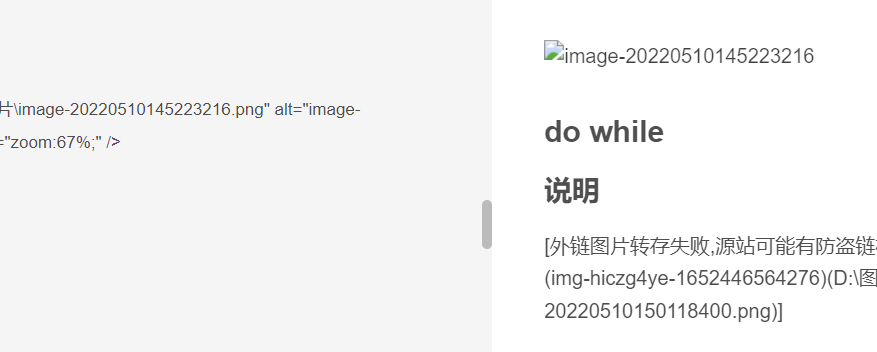 片\image-20220510145223216.png" alt="image-
="zoom:67%;" />
image-20220510145223216
do while
说明
[外链图片转存失败,源站可能有防盗链
(img-hiczg4ye-1652446564276)(D:\图
20220510150118400.png)]